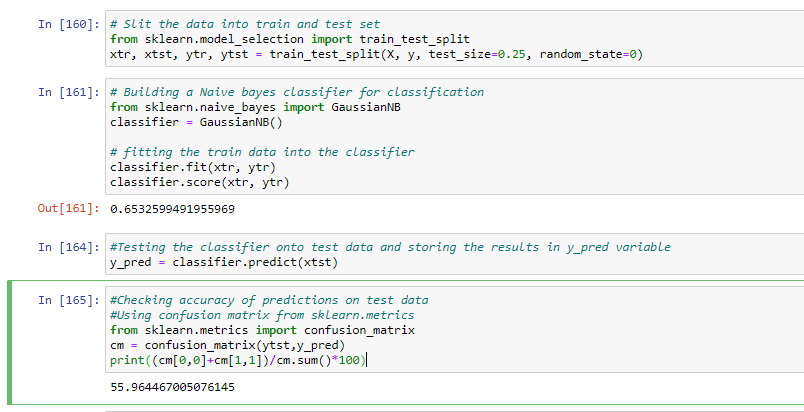 In [160]: # Slit the data into train and test set
from sklearn.model_selection import train_test_split
xtr, xtst, ytr, ytst = train_test_split(X, y, test_size=0.25, random_state=0)
In [161]: # Building a Naive bayes classifier for classification
from sklearn.naive_bayes import GaussianNB
classifier = GaussianNB()
# fitting the train data into the classifier
classifier.fit(xtr, ytr)
classifier.score(xtr, ytr)
Out[161]: 0.6532599491955969
In [164]: #Testing the classifier onto test data and storing the results in y_pred variable
y_pred = classifier.predict(xtst)
In [165]: #Checking accuracy of predictions on test data
#Using confusion matrix from sklearn.metrics
from sklearn.metrics import confusion_matrix
cm = confusion_matrix(ytst,y_pred)
print((cm[0,0]+cm[1,1])/cm.sum()*100)
55.964467005076145